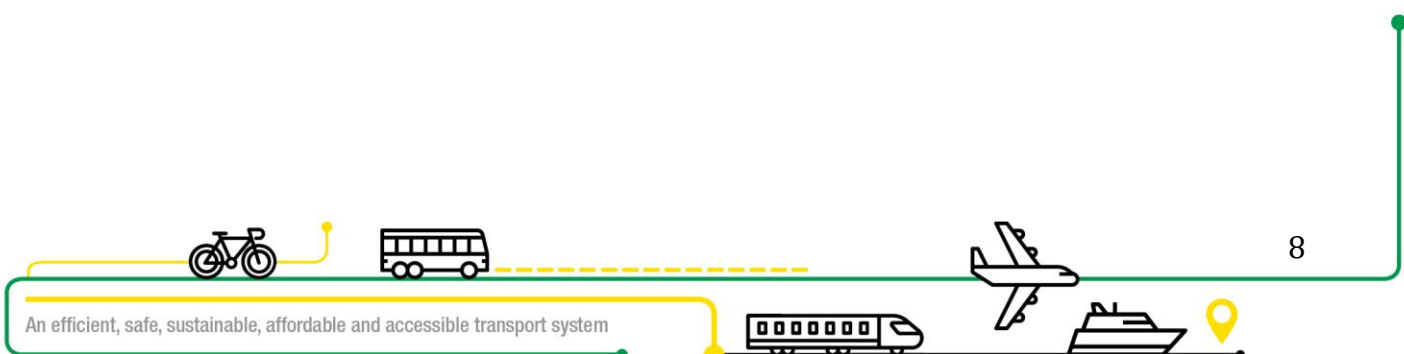 8
An efficient, safe, sustainable, affordable and accessible transport system